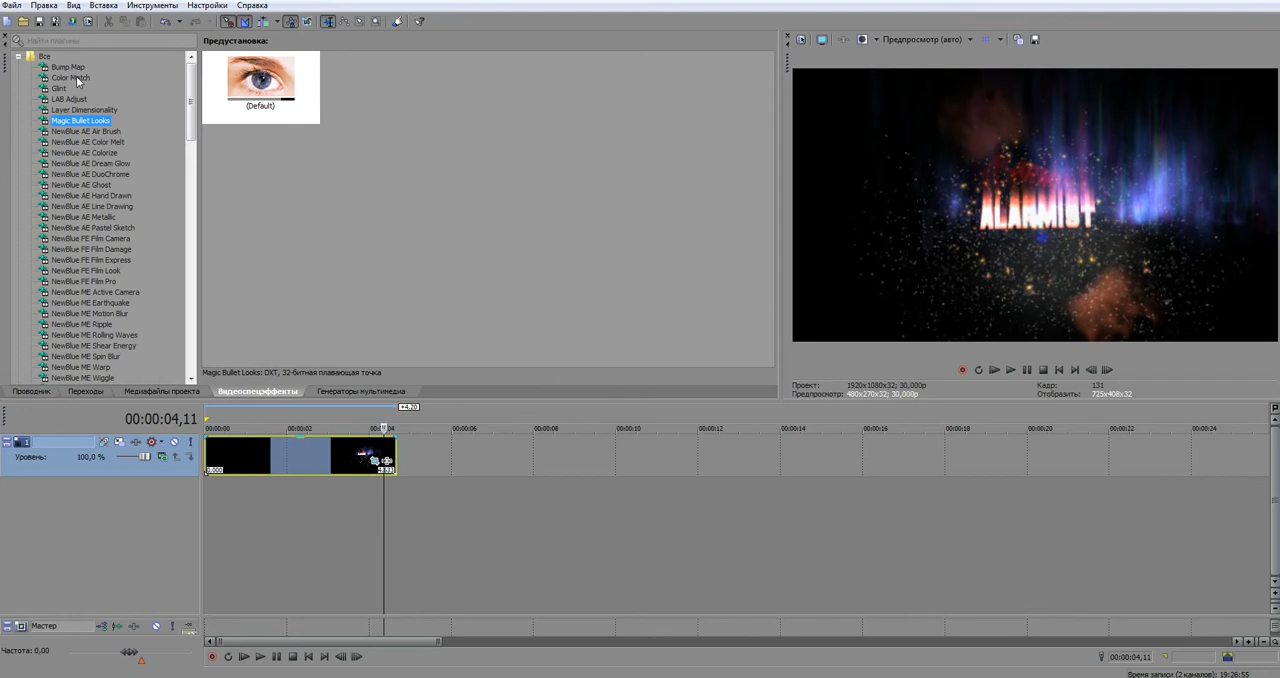 Файл Правка Вид Вставка Инструменты Настройки Справка
Найти плагины
Все
Bump Map
Color Match
Glint
LAB Adjust
Layer Dimensionality
Magic Bullet Looks
NewBlue AE Air Brush
NewBlue AE Color Melt
NewBlue AE Colorize
NewBlue AE Dream Glow
NewBlue AE DuoChrome
NewBlue AE Ghost
NewBlue AE Hand Drawn
NewBlue AE Line Drawing
NewBlue AE Metallic
NewBlue AE Pastel Sketch
NewBlue FE Film Camera
NewBlue FE Film Damage
NewBlue FE Film Express
NewBlue FE Film Look
NewBlue FE Film Pro
NewBlue ME Active Camera
NewBlue ME Earthquake
NewBlue ME Motion Blur
NewBlue ME Ripple
NewBlue ME Rolling Waves
NewBlue ME Shear Energy
NewBlue ME Spin Blur
NewBlue ME Warp
NewBlue ME Wiggle
Предустановка:
(Default)
Magic Bullet Looks: DXT, 32-битная плавающая точка
Проводник Переходы Медиафайлы проекта Видеоспецэффекты Генераторы мультимедиа
Предпросмотр (авто)
ALARMIST
Проект: 1920x1080x32; 30,000p
Предпросмотр: 480x270x32; 30,000p
Кадр: 131
Отобразить: 725x408x32
00:00:04,11
+4,20
00:00:00 00:00:02 00:00:04 00:00:06 00:00:08 00:00:10 00:00:12 00:00:14 00:00:16 00:00:18 00:00:20 00:00:22 00:00:24
1
Уровень: 100,0 %
0,000
Мастер
Частота: 0,00
00:00:04,11
Время записи (2 каналов): 19:26:55